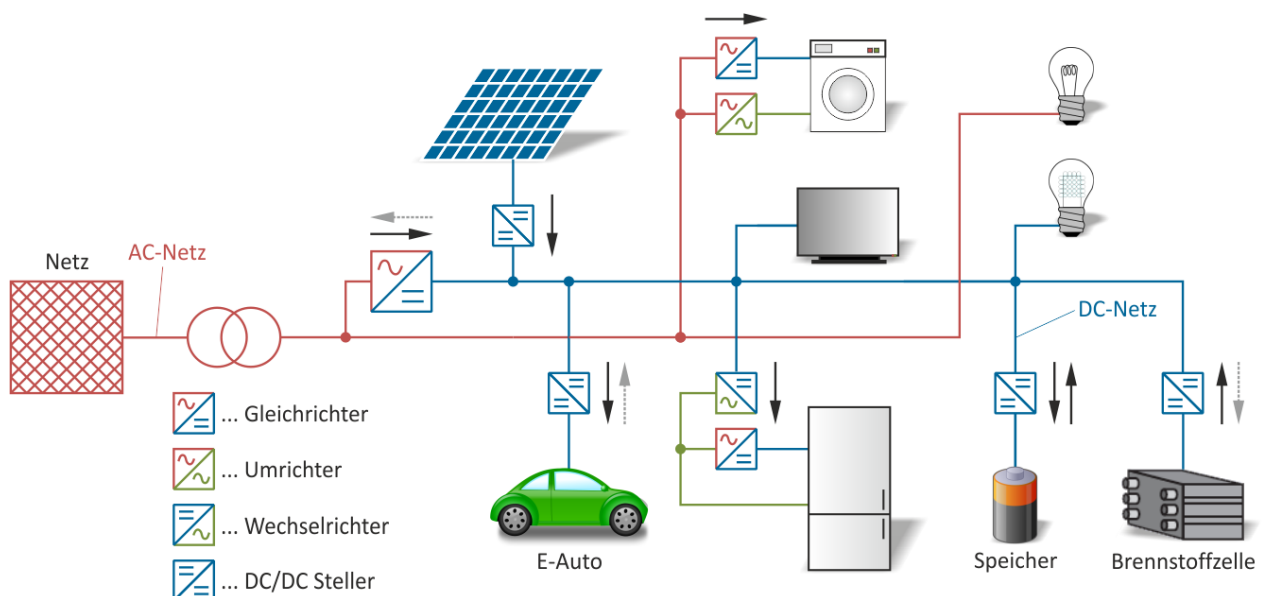 Netz
AC-Netz
DC-Netz
... Gleichrichter
... Umrichter
... Wechselrichter
... DC/DC Steller
E-Auto
Speicher
Brennstoffzelle